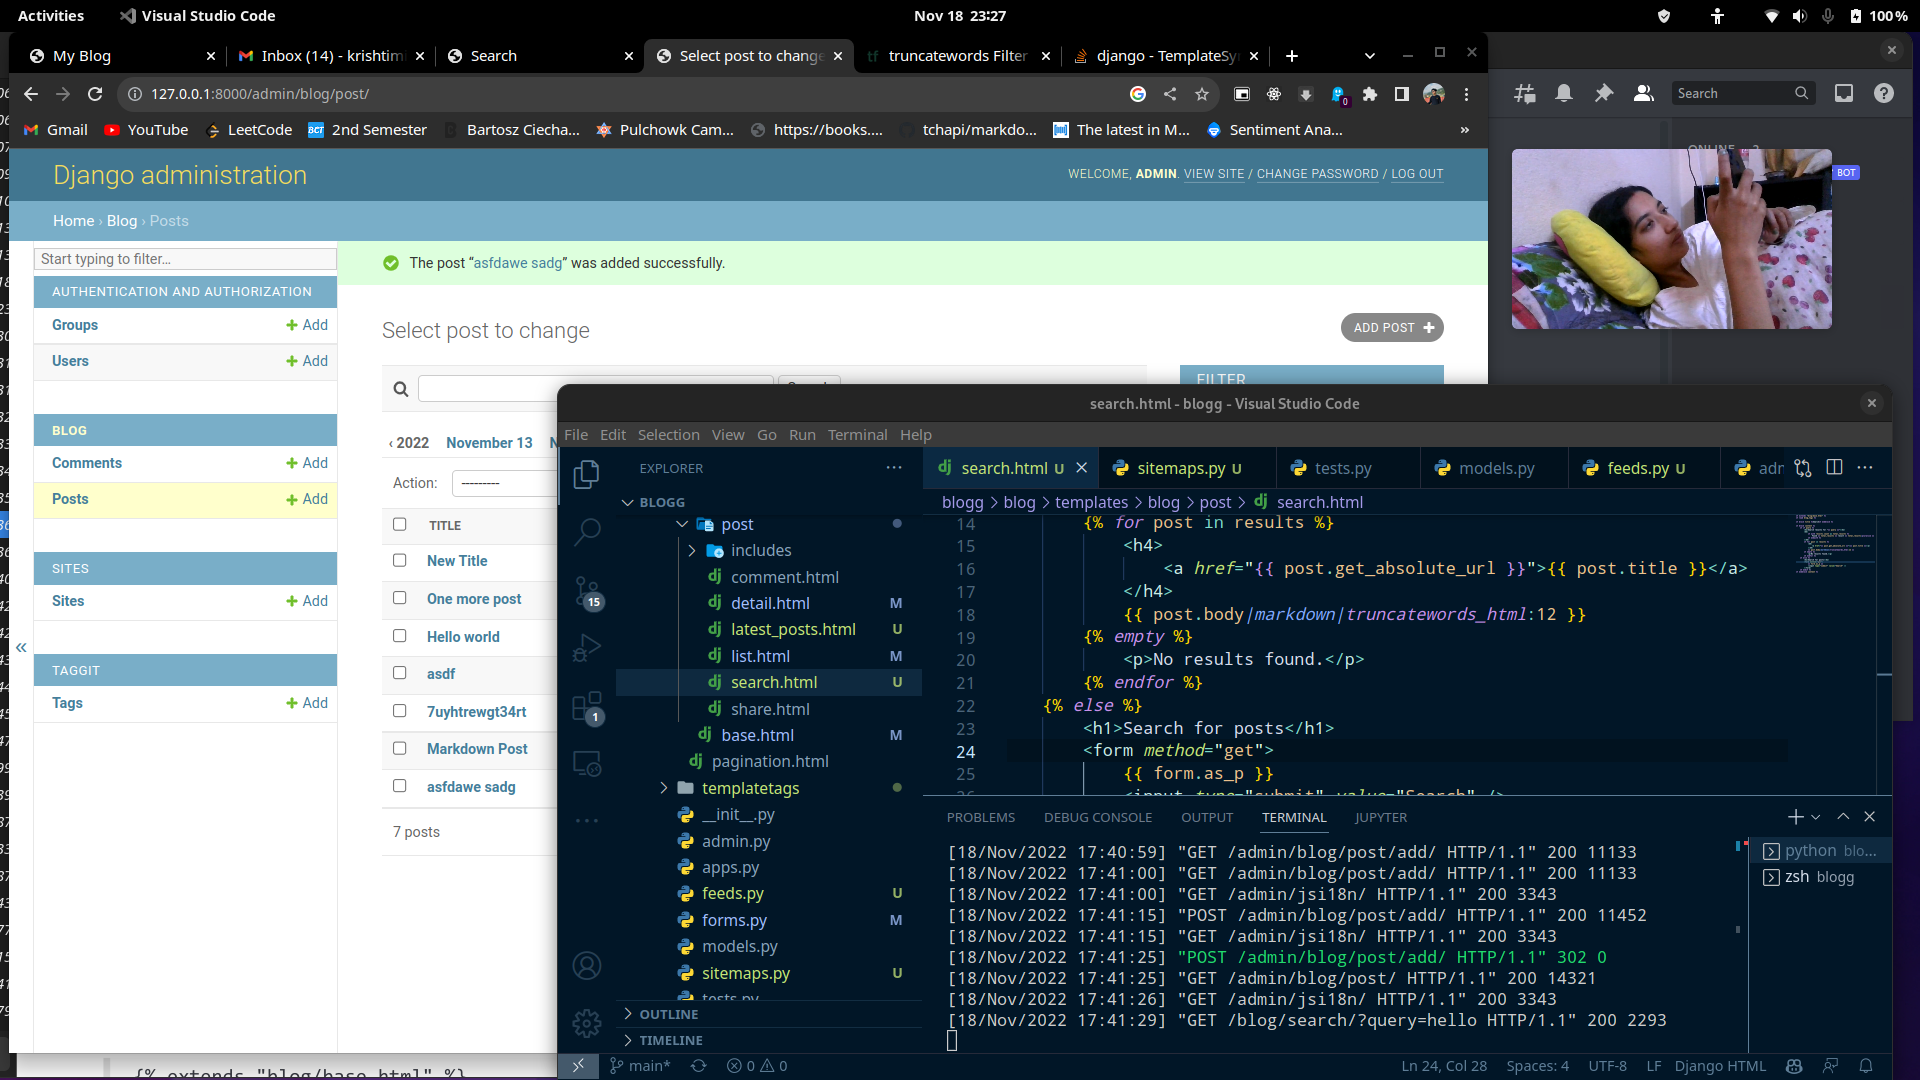 Activities
Visual Studio Code
Nov 18 23:27
100%
My Blog
Inbox (14) - krishtim
Search
Select post to change
truncatewords Filter
django - TemplateSy
127.0.0.1:8000/admin/blog/post/
0
Gmail
YouTube
LeetCode
2nd Semester
Bartosz Ciecha...
Pulchowk Cam...
https://books....
tchapi/markdo...
The latest in M...
Sentiment Ana...
»
Search
BOT
Django administration
WELCOME, ADMIN. VIEW SITE / CHANGE PASSWORD / LOG OUT
Home › Blog › Posts
Start typing to filter...
AUTHENTICATION AND AUTHORIZATION
Groups
Add
Users
Add
BLOG
Comments
Add
Posts
Add
SITES
Sites
Add
TAGGIT
Tags
Add
«
The post “asfdawe sadg” was added successfully.
Select post to change
ADD POST
FILTER
‹ 2022
November 13
Action:
---------
TITLE
New Title
One more post
Hello world
asdf
7uyhtrewgt34rt
Markdown Post
asfdawe sadg
7 posts
{% extends "blog/base.html" %}
search.html - blogg - Visual Studio Code
File Edit Selection View Go Run Terminal Help
EXPLORER
BLOGG
post
includes
comment.html
detail.html M
latest_posts.html U
list.html M
search.html U
share.html
base.html M
pagination.html
templatetags
__init__.py
admin.py
apps.py
feeds.py U
forms.py M
models.py
sitemaps.py U
tests.py
OUTLINE
TIMELINE
15
1
search.html U
sitemaps.py U
tests.py
models.py
feeds.py U
adn
blogg > blog > templates > blog > post > search.html
14 {% for post in results %}
15 <h4>
16 <a href="{{ post.get_absolute_url }}">{{ post.title }}</a>
17 </h4>
18 {{ post.body|markdown|truncatewords_html:12 }}
19 {% empty %}
20 <p>No results found.</p>
21 {% endfor %}
22 {% else %}
23 <h1>Search for posts</h1>
24 <form method="get">
25 {{ form.as_p }}
26 <input type="submit" value="Search" />
PROBLEMS
DEBUG CONSOLE
OUTPUT
TERMINAL
JUPYTER
[18/Nov/2022 17:40:59] "GET /admin/blog/post/add/ HTTP/1.1" 200 11133
[18/Nov/2022 17:41:00] "GET /admin/blog/post/add/ HTTP/1.1" 200 11133
[18/Nov/2022 17:41:00] "GET /admin/jsi18n/ HTTP/1.1" 200 3343
[18/Nov/2022 17:41:15] "POST /admin/blog/post/add/ HTTP/1.1" 200 11452
[18/Nov/2022 17:41:15] "GET /admin/jsi18n/ HTTP/1.1" 200 3343
[18/Nov/2022 17:41:25] "POST /admin/blog/post/add/ HTTP/1.1" 302 0
[18/Nov/2022 17:41:25] "GET /admin/blog/post/ HTTP/1.1" 200 14321
[18/Nov/2022 17:41:26] "GET /admin/jsi18n/ HTTP/1.1" 200 3343
[18/Nov/2022 17:41:29] "GET /blog/search/?query=hello HTTP/1.1" 200 2293
python blo...
zsh blogg
main*
0
0
Ln 24, Col 28
Spaces: 4
UTF-8
LF
Django HTML